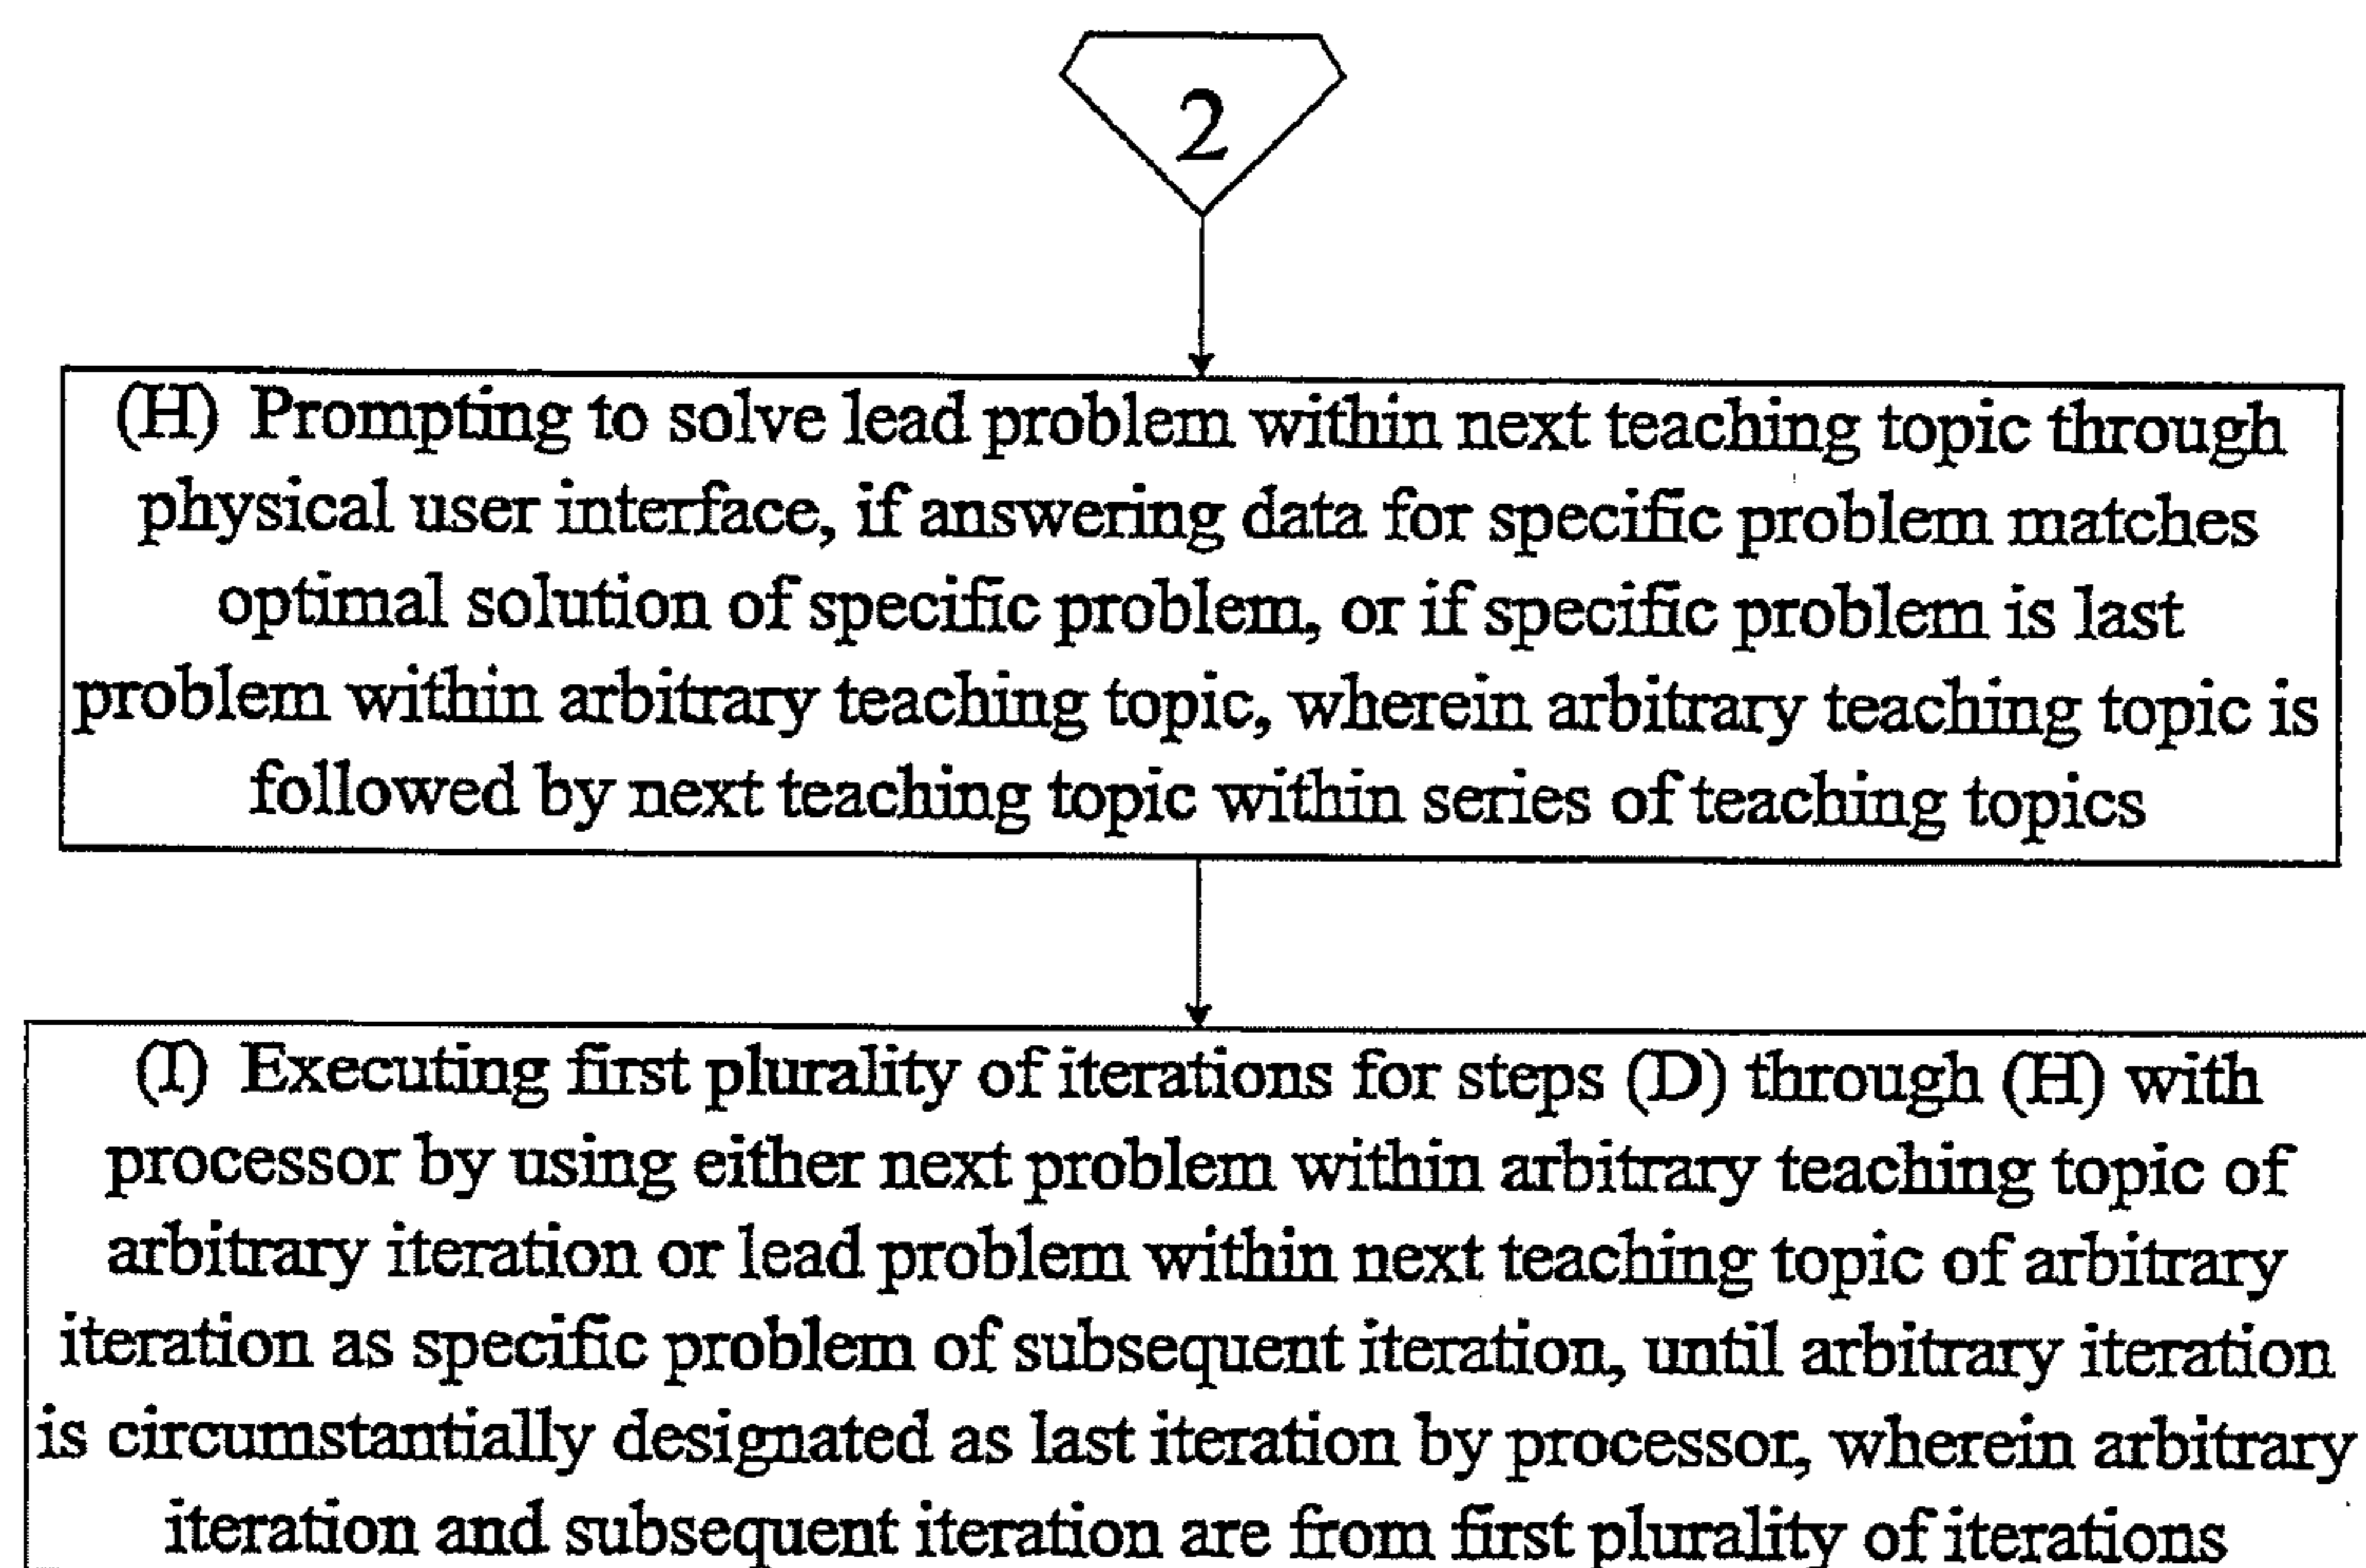 2
(H) Prompting to solve lead problem within next teaching topic through
physical user interface, if answering data for specific problem matches
optimal solution of specific problem, or if specific problem is last
problem within arbitrary teaching topic, wherein arbitrary teaching topic is
followed by next teaching topic within series of teaching topics
(I) Executing first plurality of iterations for steps (D) through (H) with
processor by using either next problem within arbitrary teaching topic of
arbitrary iteration or lead problem within next teaching topic of arbitrary
iteration as specific problem of subsequent iteration, until arbitrary iteration
is circumstantially designated as last iteration by processor, wherein arbitrary
iteration and subsequent iteration are from first plurality of iterations